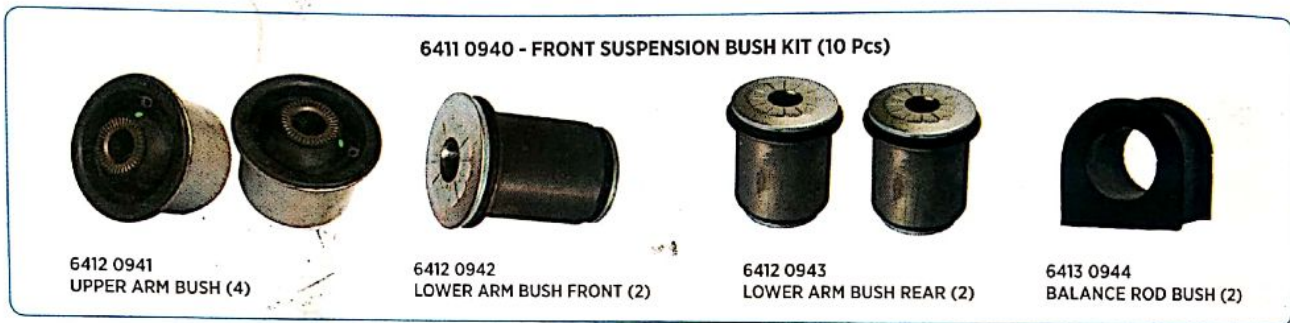 6411 0940 - FRONT SUSPENSION BUSH KIT (10 Pcs)
6412 0941
UPPER ARM BUSH (4)
6412 0942
LOWER ARM BUSH FRONT (2)
6412 0943
LOWER ARM BUSH REAR (2)
6413 0944
BALANCE ROD BUSH (2)